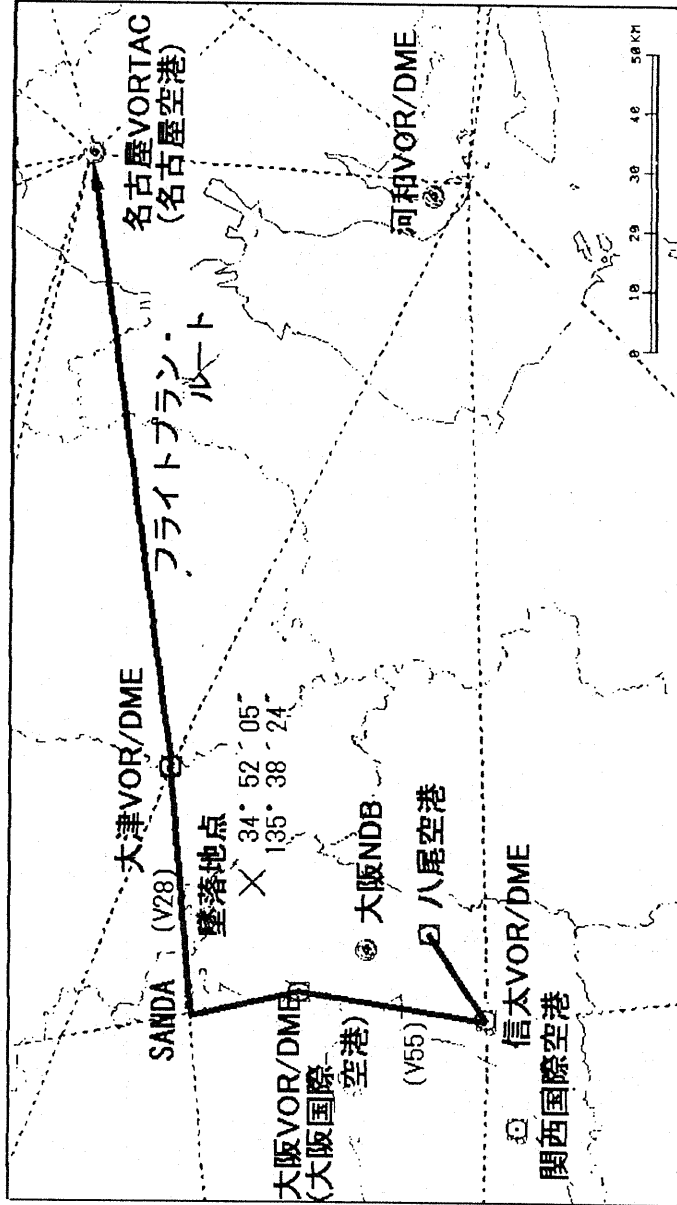 名古屋VORTAC
(名古屋空港)
フライトプラン・
ルート
大津VOR/DME
SANDA
(V28)
墜落地点
34° 52´ 05˝
135° 38´ 24˝
河和VOR/DME
大阪VOR/DME
(大阪国際
空港)
大阪NDB
八尾空港
(V55)
信太VOR/DME
関西国際空港
0 10 20 30 40 50 KM